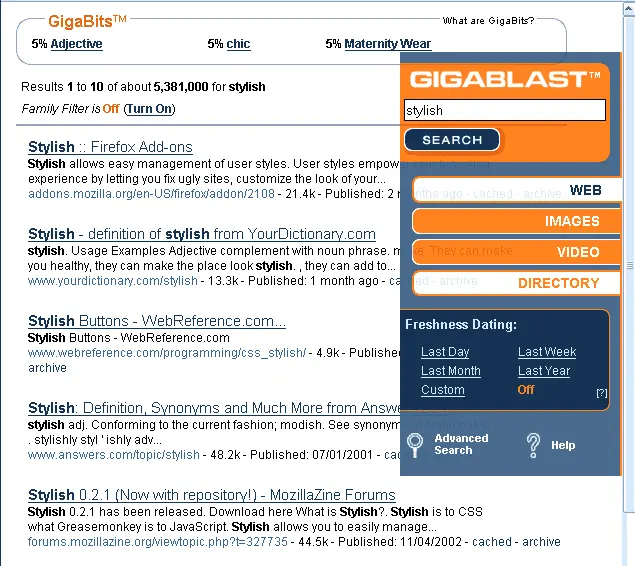 GigaBits™
What are GigaBits?
5% Adjective 5% chic 5% Maternity Wear
Results 1 to 10 of about 5,381,000 for stylish
Family Filter is Off (Turn On)
Stylish :: Firefox Add-ons
Stylish allows easy management of user styles. User styles empow
experience by letting you fix ugly sites, customize the look of your...
addons.mozilla.org/en-US/firefox/addon/2108 - 21.4k - Published: 2 months ago - cached - archive
Stylish - definition of stylish from YourDictionary.com
stylish. Usage Examples Adjective complement with noun phrase. make They can make
you healthy, they can make the place look stylish. , they can add to...
www.yourdictionary.com/stylish - 13.3k - Published: 1 month ago - cached - archive
Stylish Buttons - WebReference.com...
Stylish Buttons - WebReference.com
www.webreference.com/programming/css_stylish/ - 4.9k - Published
archive
Stylish: Definition, Synonyms and Much More from Answers.com
stylish adj. Conforming to the current fashion; modish. See synonyms
. stylishly styl ' ishly adv...
www.answers.com/topic/stylish - 48.2k - Published: 07/01/2001 - cac
Stylish 0.2.1 (Now with repository!) - MozillaZine Forums
Stylish 0.2.1 has been released. Download here What is Stylish?. Stylish is to CSS
what Greasemonkey is to JavaScript. Stylish allows you to easily manage...
forums.mozillazine.org/viewtopic.php?t=327735 - 44.5k - Published: 11/04/2002 - cached - archive
GIGABLAST™
stylish
SEARCH
WEB
IMAGES
VIDEO
DIRECTORY
Freshness Dating:
Last Day Last Week
Last Month Last Year
Custom Off [?]
Advanced
Search
Help